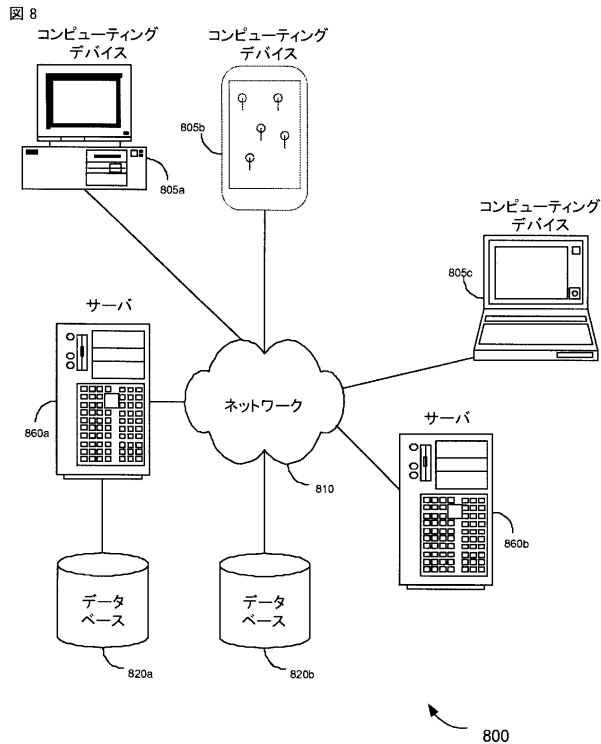 図 8
コンピューティング
デバイス
コンピューティング
デバイス
805b
805a
コンピューティング
デバイス
805c
サーバ
ネットワーク
サーバ
860a
810
860b
データ
ベース
データ
ベース
820a
820b
800